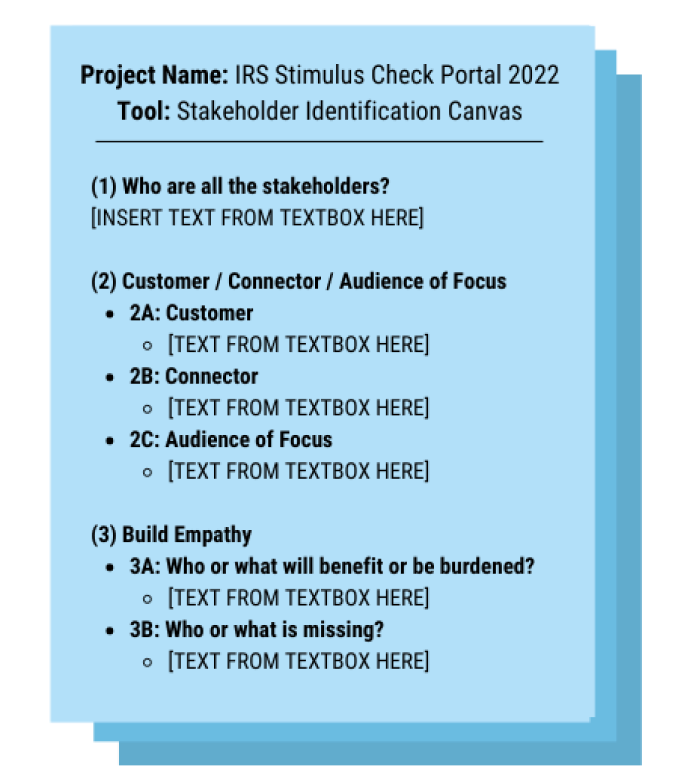 Project Name: IRS Stimulus Check Portal 2022
Tool: Stakeholder Identification Canvas
(1) Who are all the stakeholders?
[INSERT TEXT FROM TEXTBOX HERE]
(2) Customer / Connector / Audience of Focus
2A: Customer
[TEXT FROM TEXTBOX HERE]
2B: Connector
[TEXT FROM TEXTBOX HERE]
2C: Audience of Focus
[TEXT FROM TEXTBOX HERE]
(3) Build Empathy
3A: Who or what will benefit or be burdened?
[TEXT FROM TEXTBOX HERE]
3B: Who or what is missing?
[TEXT FROM TEXTBOX HERE]